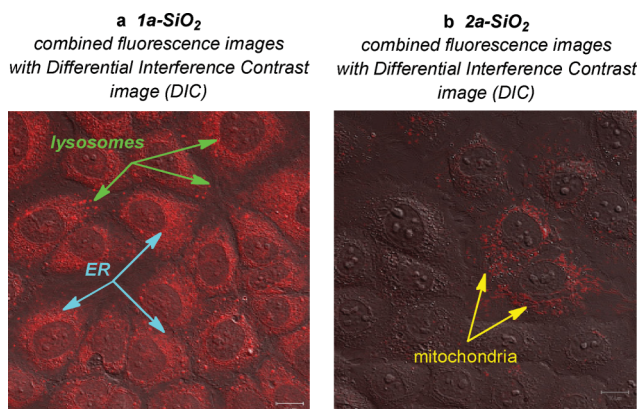 a 1a-SiO₂
combined fluorescence images
with Differential Interference Contrast
image (DIC)
lysosomes
ER
b 2a-SiO₂
combined fluorescence images
with Differential Interference Contrast
image (DIC)
mitochondria